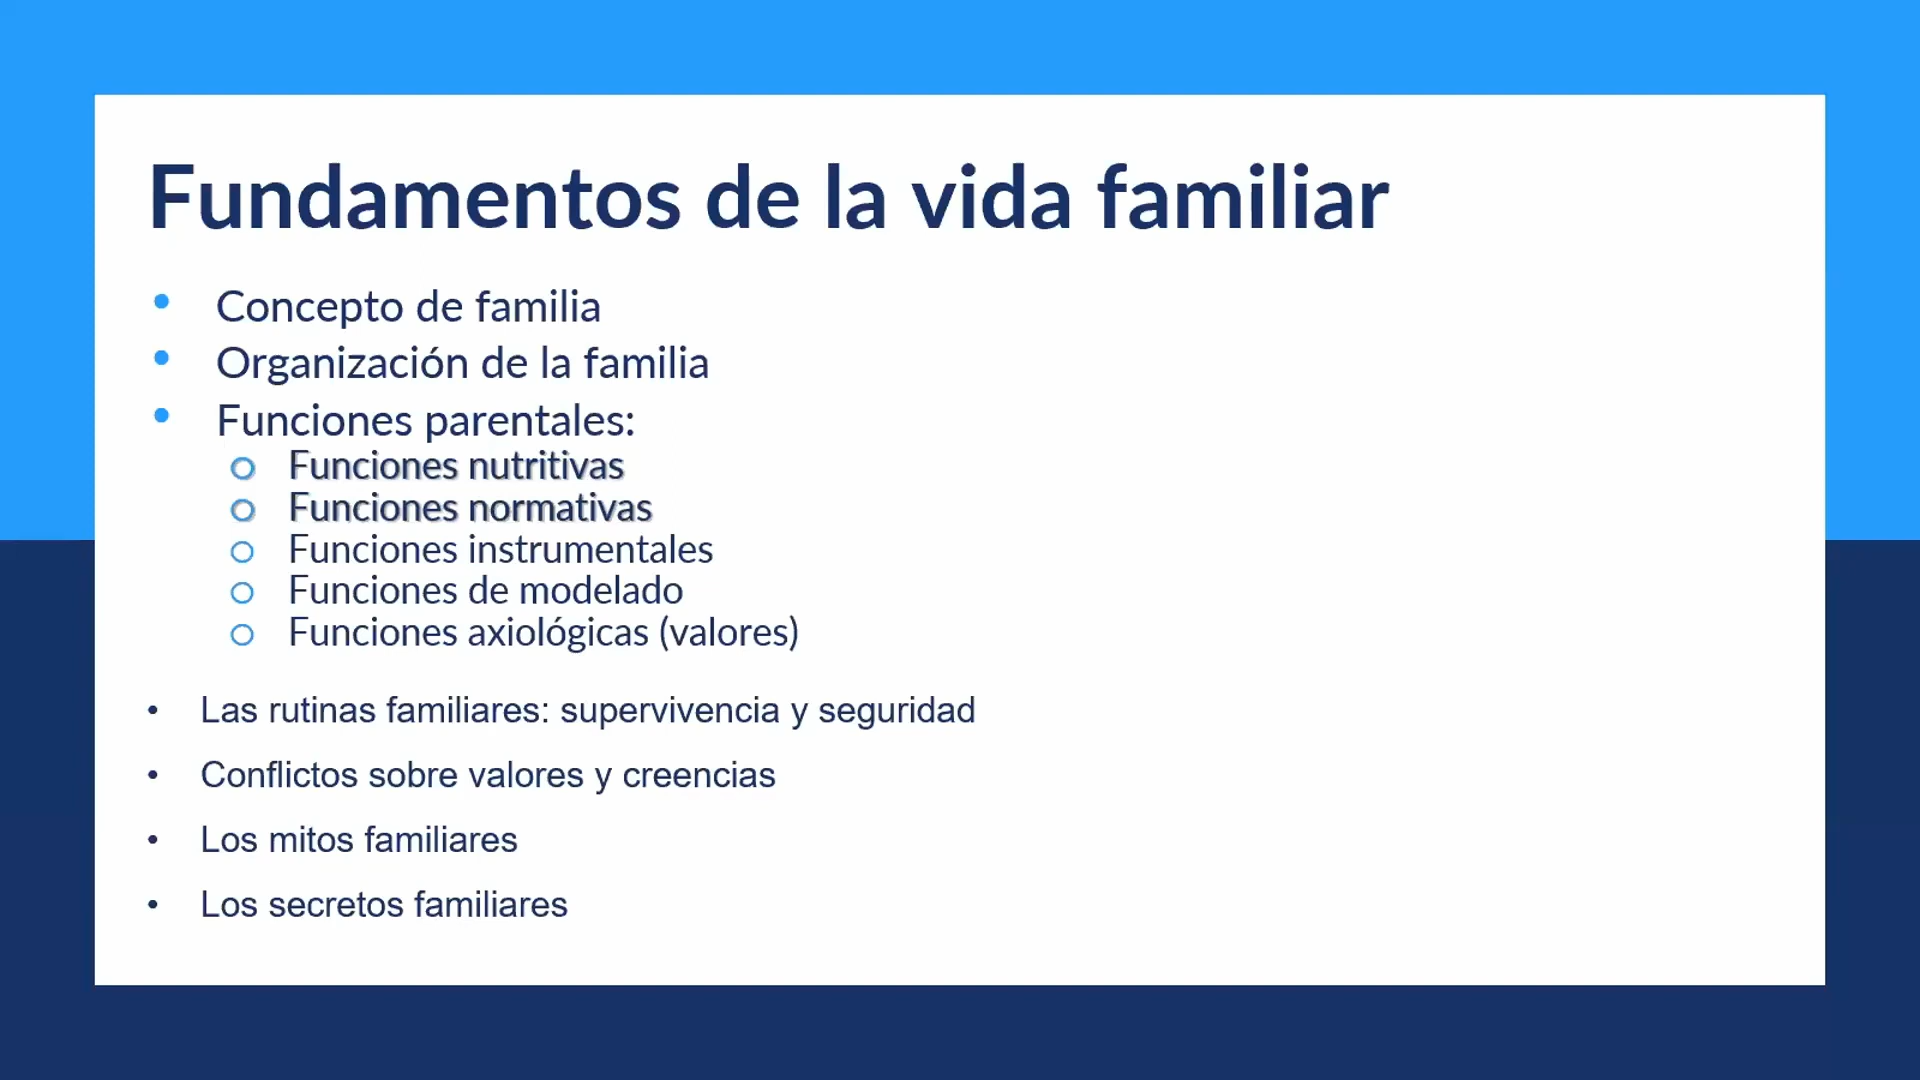 Fundamentos de la vida familiar
• Concepto de familia
• Organización de la familia
• Funciones parentales:
o Funciones nutritivas
o Funciones normativas
o Funciones instrumentales
o Funciones de modelado
o Funciones axiológicas (valores)
• Las rutinas familiares: supervivencia y seguridad
• Conflictos sobre valores y creencias
• Los mitos familiares
• Los secretos familiares